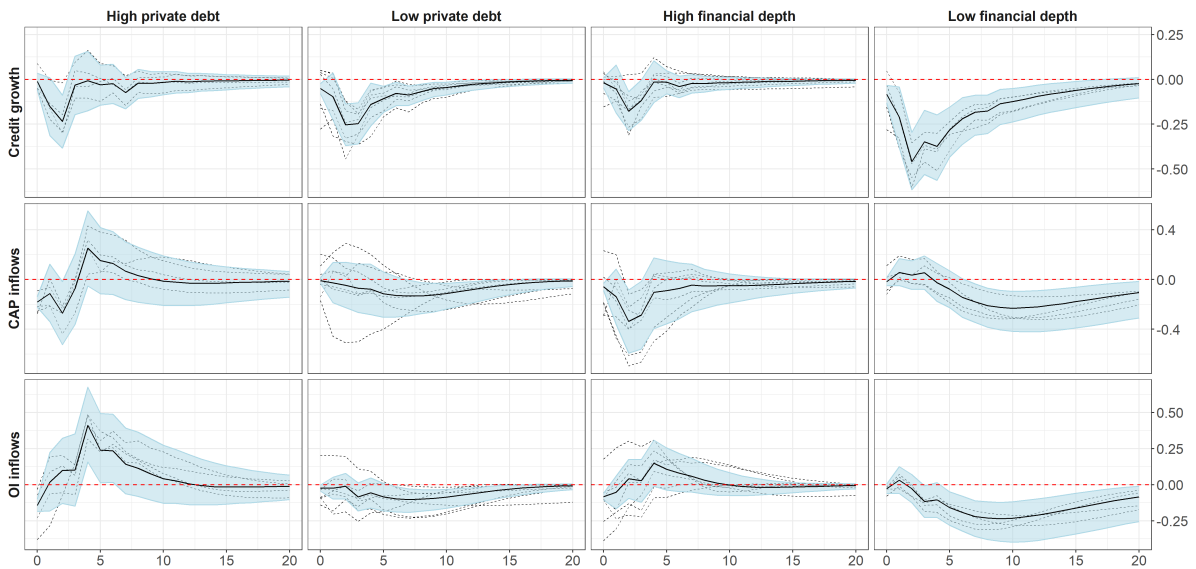 High private debt Low private debt High financial depth Low financial depth
Credit growth
0.25
0.00
-0.25
-0.50
CAP inflows
0.4
0.0
-0.4
OI inflows
0.50
0.25
0.00
-0.25
0 5 10 15 20 0 5 10 15 20 0 5 10 15 20 0 5 10 15 20